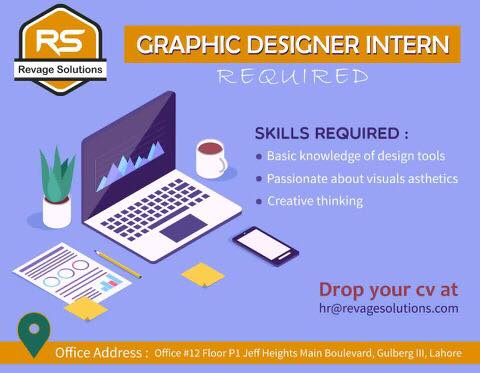 RS
Revage Solutions
GRAPHIC DESIGNER INTERN
REQUIRED
SKILLS REQUIRED :
Basic knowledge of design tools
Passionate about visuals asthetics
Creative thinking
Drop your cv at
hr@revagesolutions.com
Office Address : Office #12 Floor P1 Jeff Heights Main Boulevard, Gulberg III, Lahore